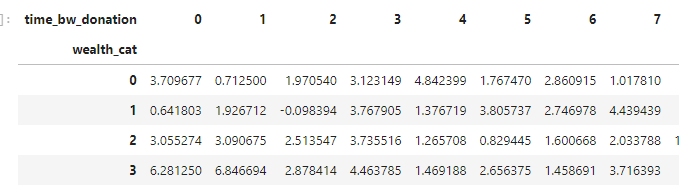 ]: time_bw_donation 0 1 2 3 4 5 6 7
wealth_cat
0 3.709677 0.712500 1.970540 3.123149 4.842399 1.767470 2.860915 1.017810
1 0.641803 1.926712 -0.098394 3.767905 1.376719 3.805737 2.746978 4.439439
2 3.055274 3.090675 2.513547 3.735516 1.265708 0.829445 1.600668 2.033788 1
3 6.281250 6.846694 2.878414 4.463785 1.469188 2.656375 1.458691 3.716393